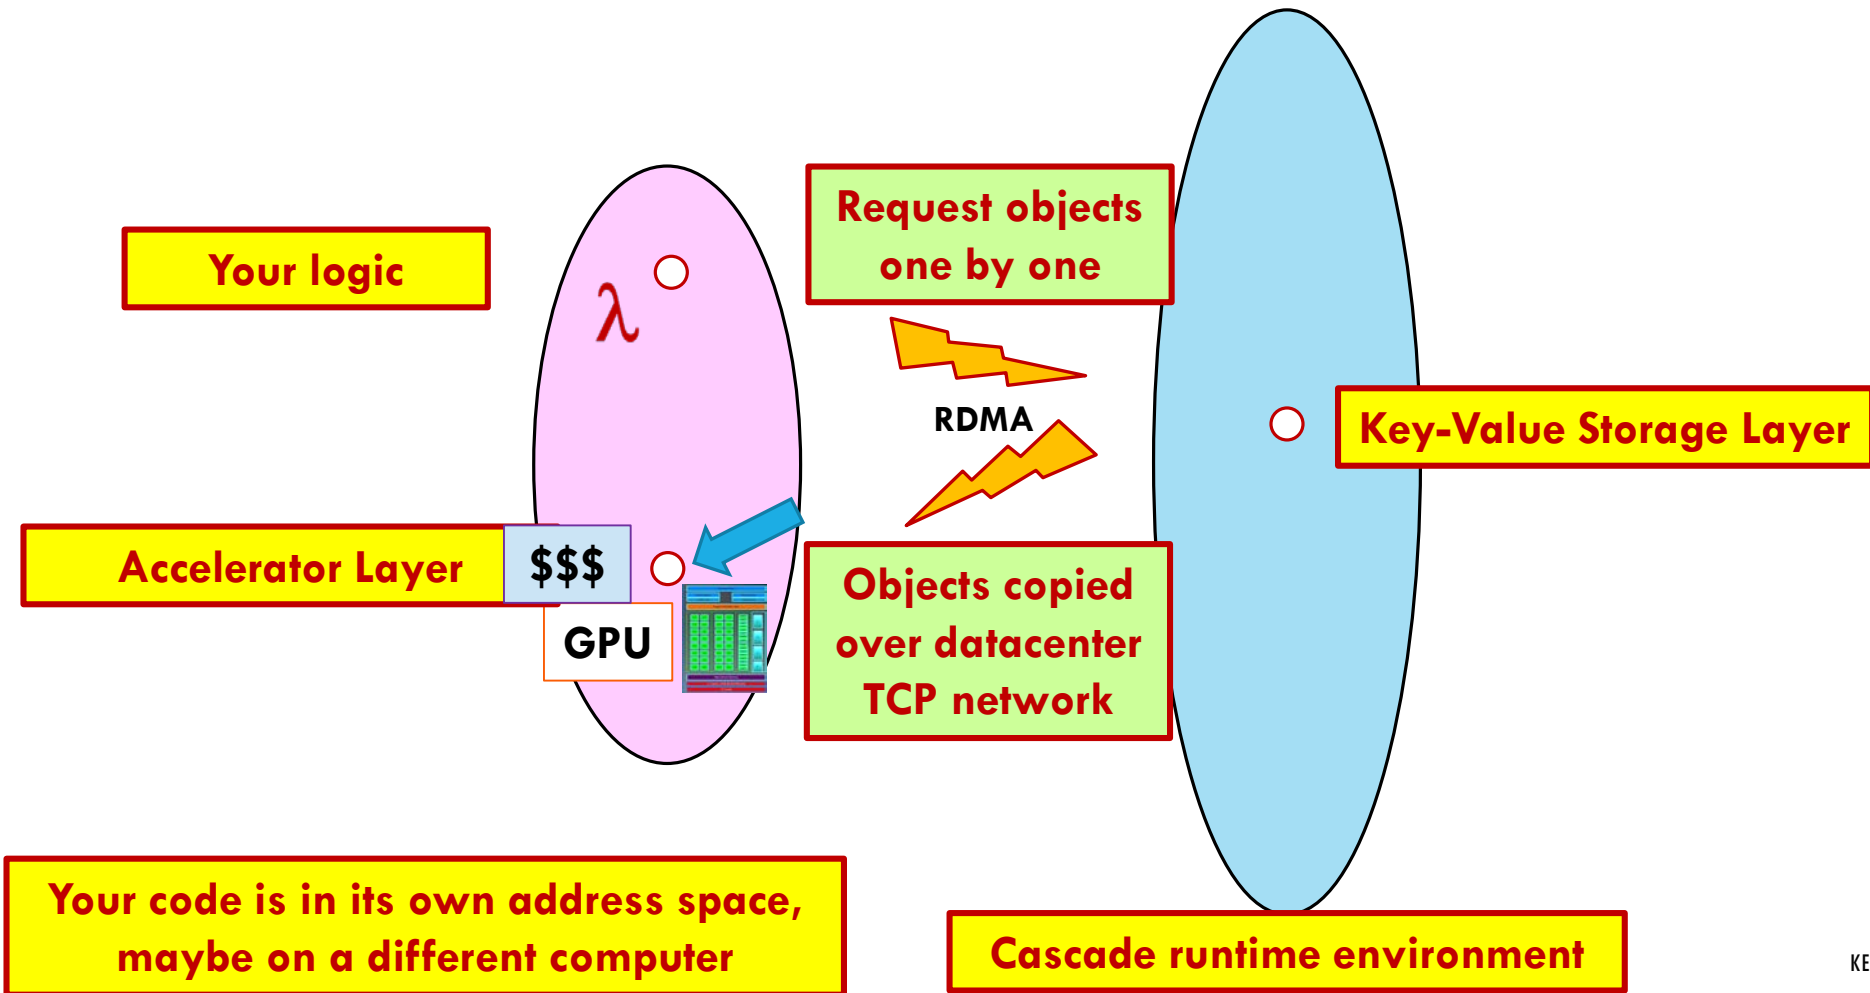 Your logic
λ
Request objects
one by one
RDMA
Key-Value Storage Layer
Accelerator Layer
$$$
GPU
Objects copied
over datacenter
TCP network
Your code is in its own address space,
maybe on a different computer
Cascade runtime environment
KE